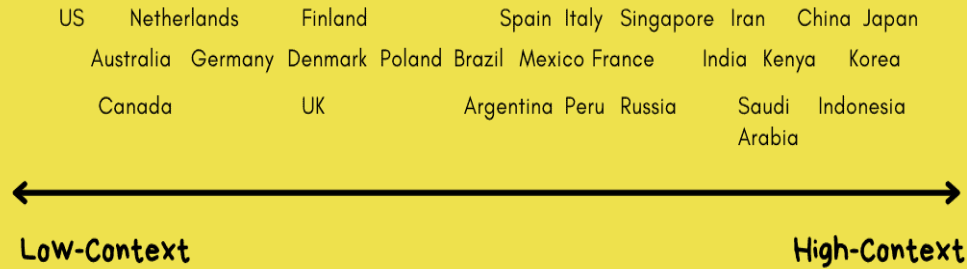 US Netherlands Finland Spain Italy Singapore Iran China Japan
Australia Germany Denmark Poland Brazil Mexico France India Kenya Korea
Canada UK Argentina Peru Russia Saudi Indonesia
Arabia
Low-Context High-Context